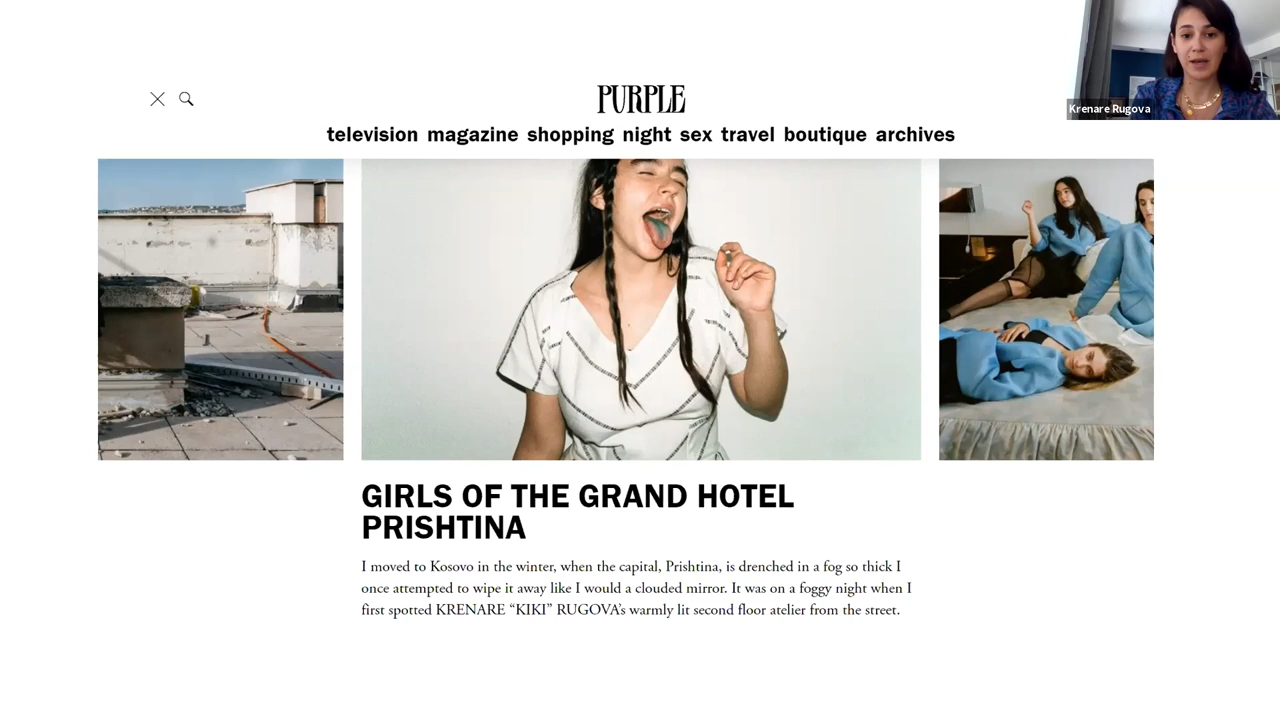 Krenare Rugova
PURPLE
television magazine shopping night sex travel boutique archives
GIRLS OF THE GRAND HOTEL
PRISHTINA
I moved to Kosovo in the winter, when the capital, Prishtina, is drenched in a fog so thick I
once attempted to wipe it away like I would a clouded mirror. It was on a foggy night when I
first spotted KRENARE “KIKI” RUGOVA’s warmly lit second floor atelier from the street.